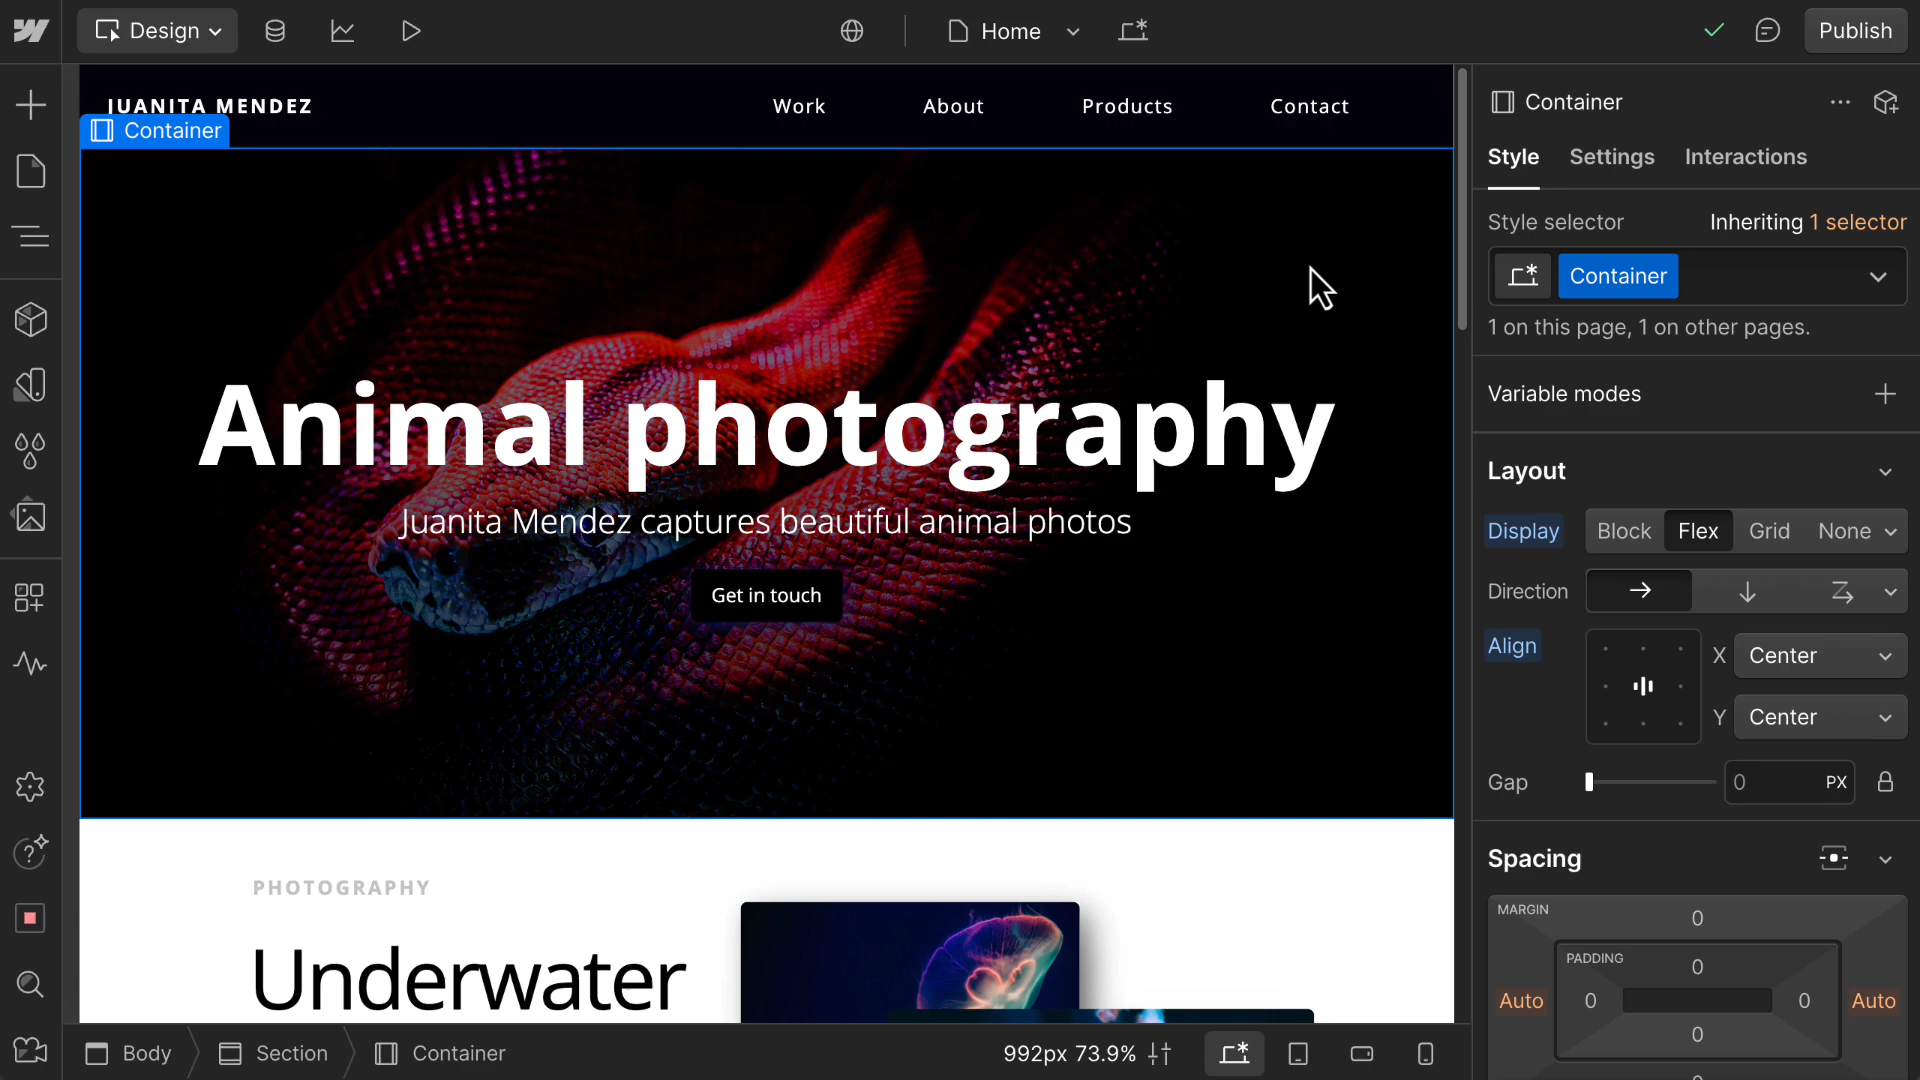 Design
Home
Publish
JUANITA MENDEZ
Work
About
Products
Contact
Container
Animal photography
Juanita Mendez captures beautiful animal photos
Get in touch
PHOTOGRAPHY
Underwater
Body
Section
Container
992px 73.9%
Container
Style
Settings
Interactions
Style selector
Inheriting 1 selector
Container
1 on this page, 1 on other pages.
Variable modes
Layout
Display
Block
Flex
Grid
None
Direction
Align
X
Center
Y
Center
Gap
0
PX
Spacing
MARGIN
0
PADDING
0
Auto
0
0
Auto
0